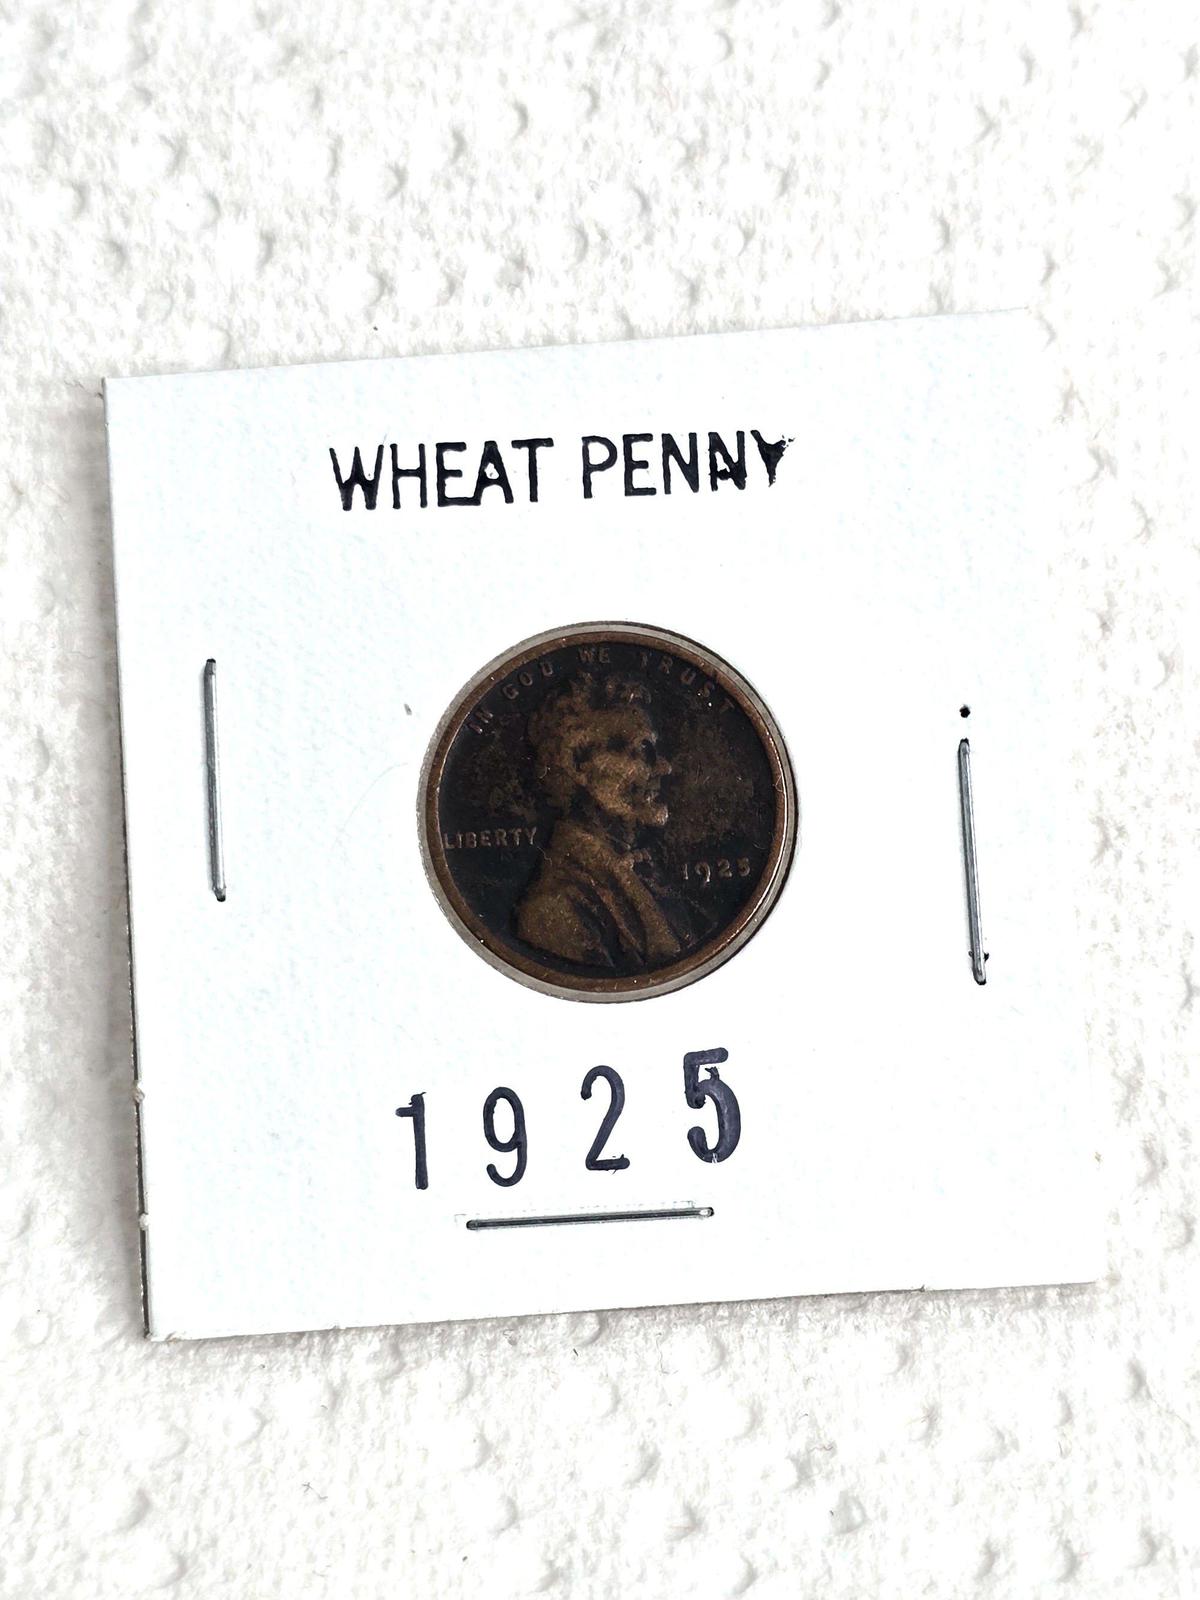 WHEAT PENNY
IN GOD WE TRUST
LIBERTY
1925
1925